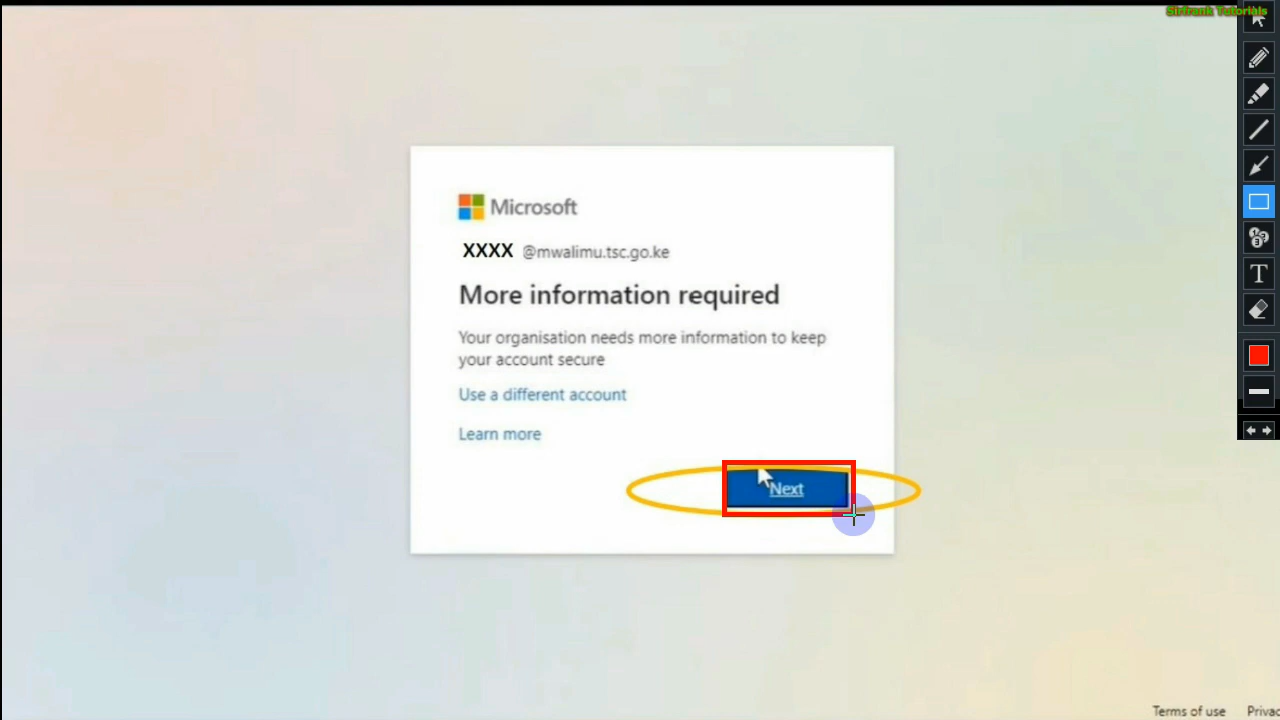 Sirfrank Tutorials
Microsoft
XXXX @mwalimu.tsc.go.ke
More information required
Your organisation needs more information to keep
your account secure
Use a different account
Learn more
Next
T
Terms of use Privac